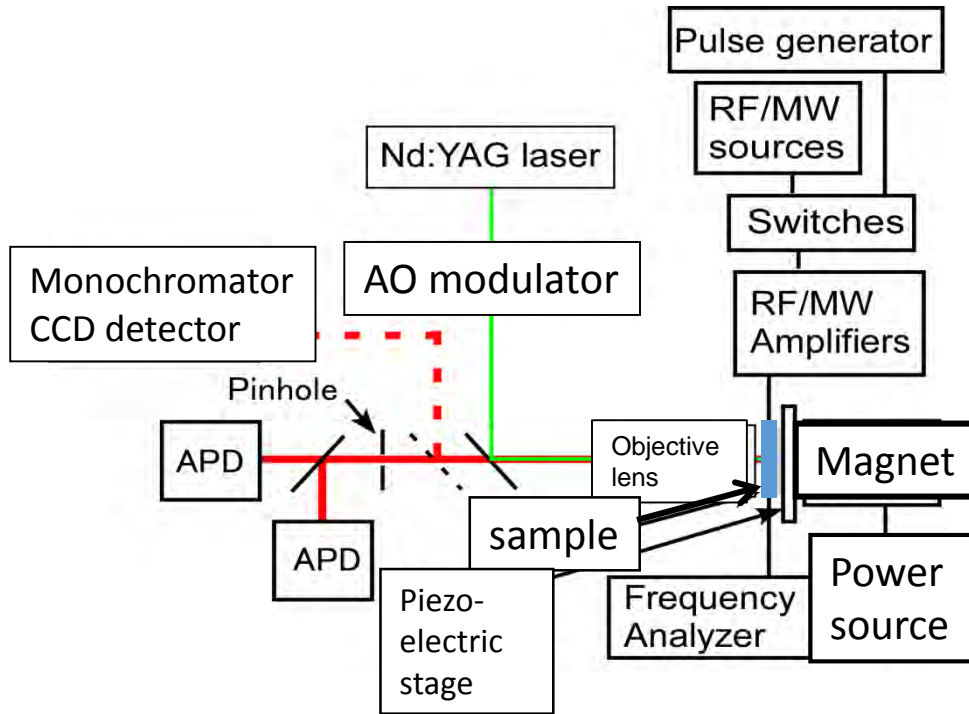 Pulse generator
RF/MW
sources
Nd:YAG laser
Switches
Monochromator
CCD detector
AO modulator
RF/MW
Amplifiers
Pinhole
APD
Objective
lens
Magnet
sample
APD
Piezo-
electric
stage
Frequency
Analyzer
Power
source